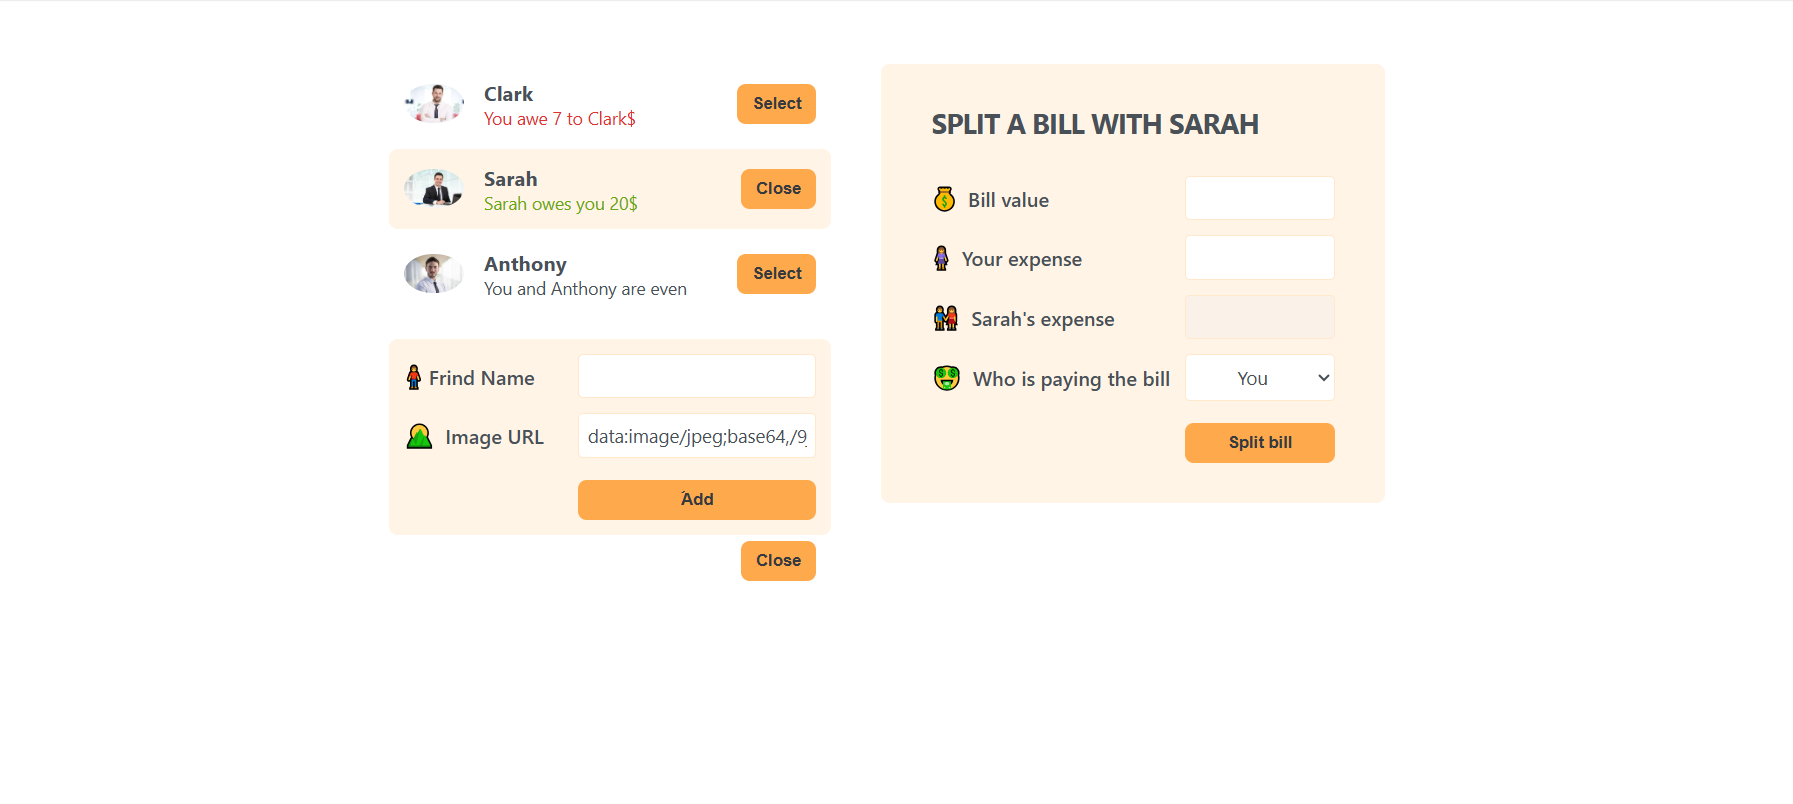 Clark
You awe 7 to Clark$
Select
Sarah
Sarah owes you 20$
Close
Anthony
You and Anthony are even
Select
Frind Name
Image URL
data:image/jpeg;base64,/9
Add
Close
SPLIT A BILL WITH SARAH
Bill value
Your expense
Sarah's expense
Who is paying the bill
You
Split bill